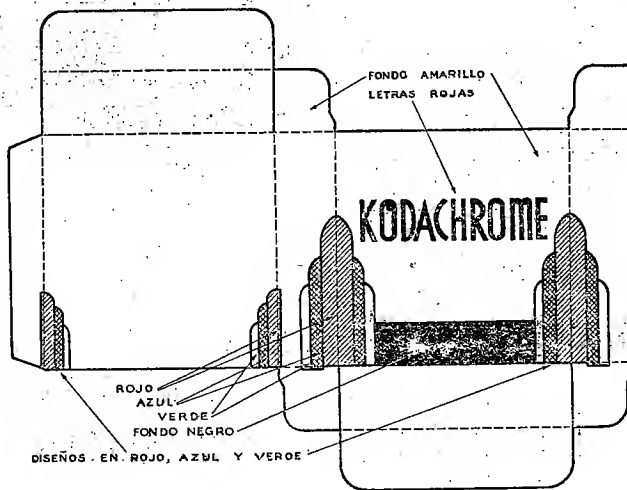 FONDO AMARILLO
LETRAS ROJAS
KODACHROME
ROJO
AZUL
VERDE
FONDO NEGRO
DISEÑOS EN ROJO, AZUL Y VERDE